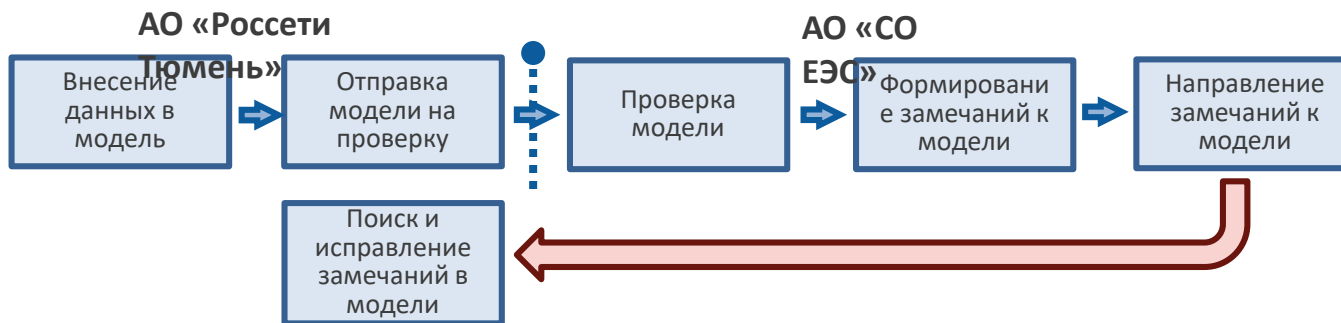 АО «Россети
Тюмень»
АО «СО
ЕЭС»
Внесение
данных в
модель
Отправка
модели на
проверку
Проверка
модели
Формировани
е замечаний к
модели
Направление
замечаний к
модели
Поиск и
исправление
замечаний в
модели